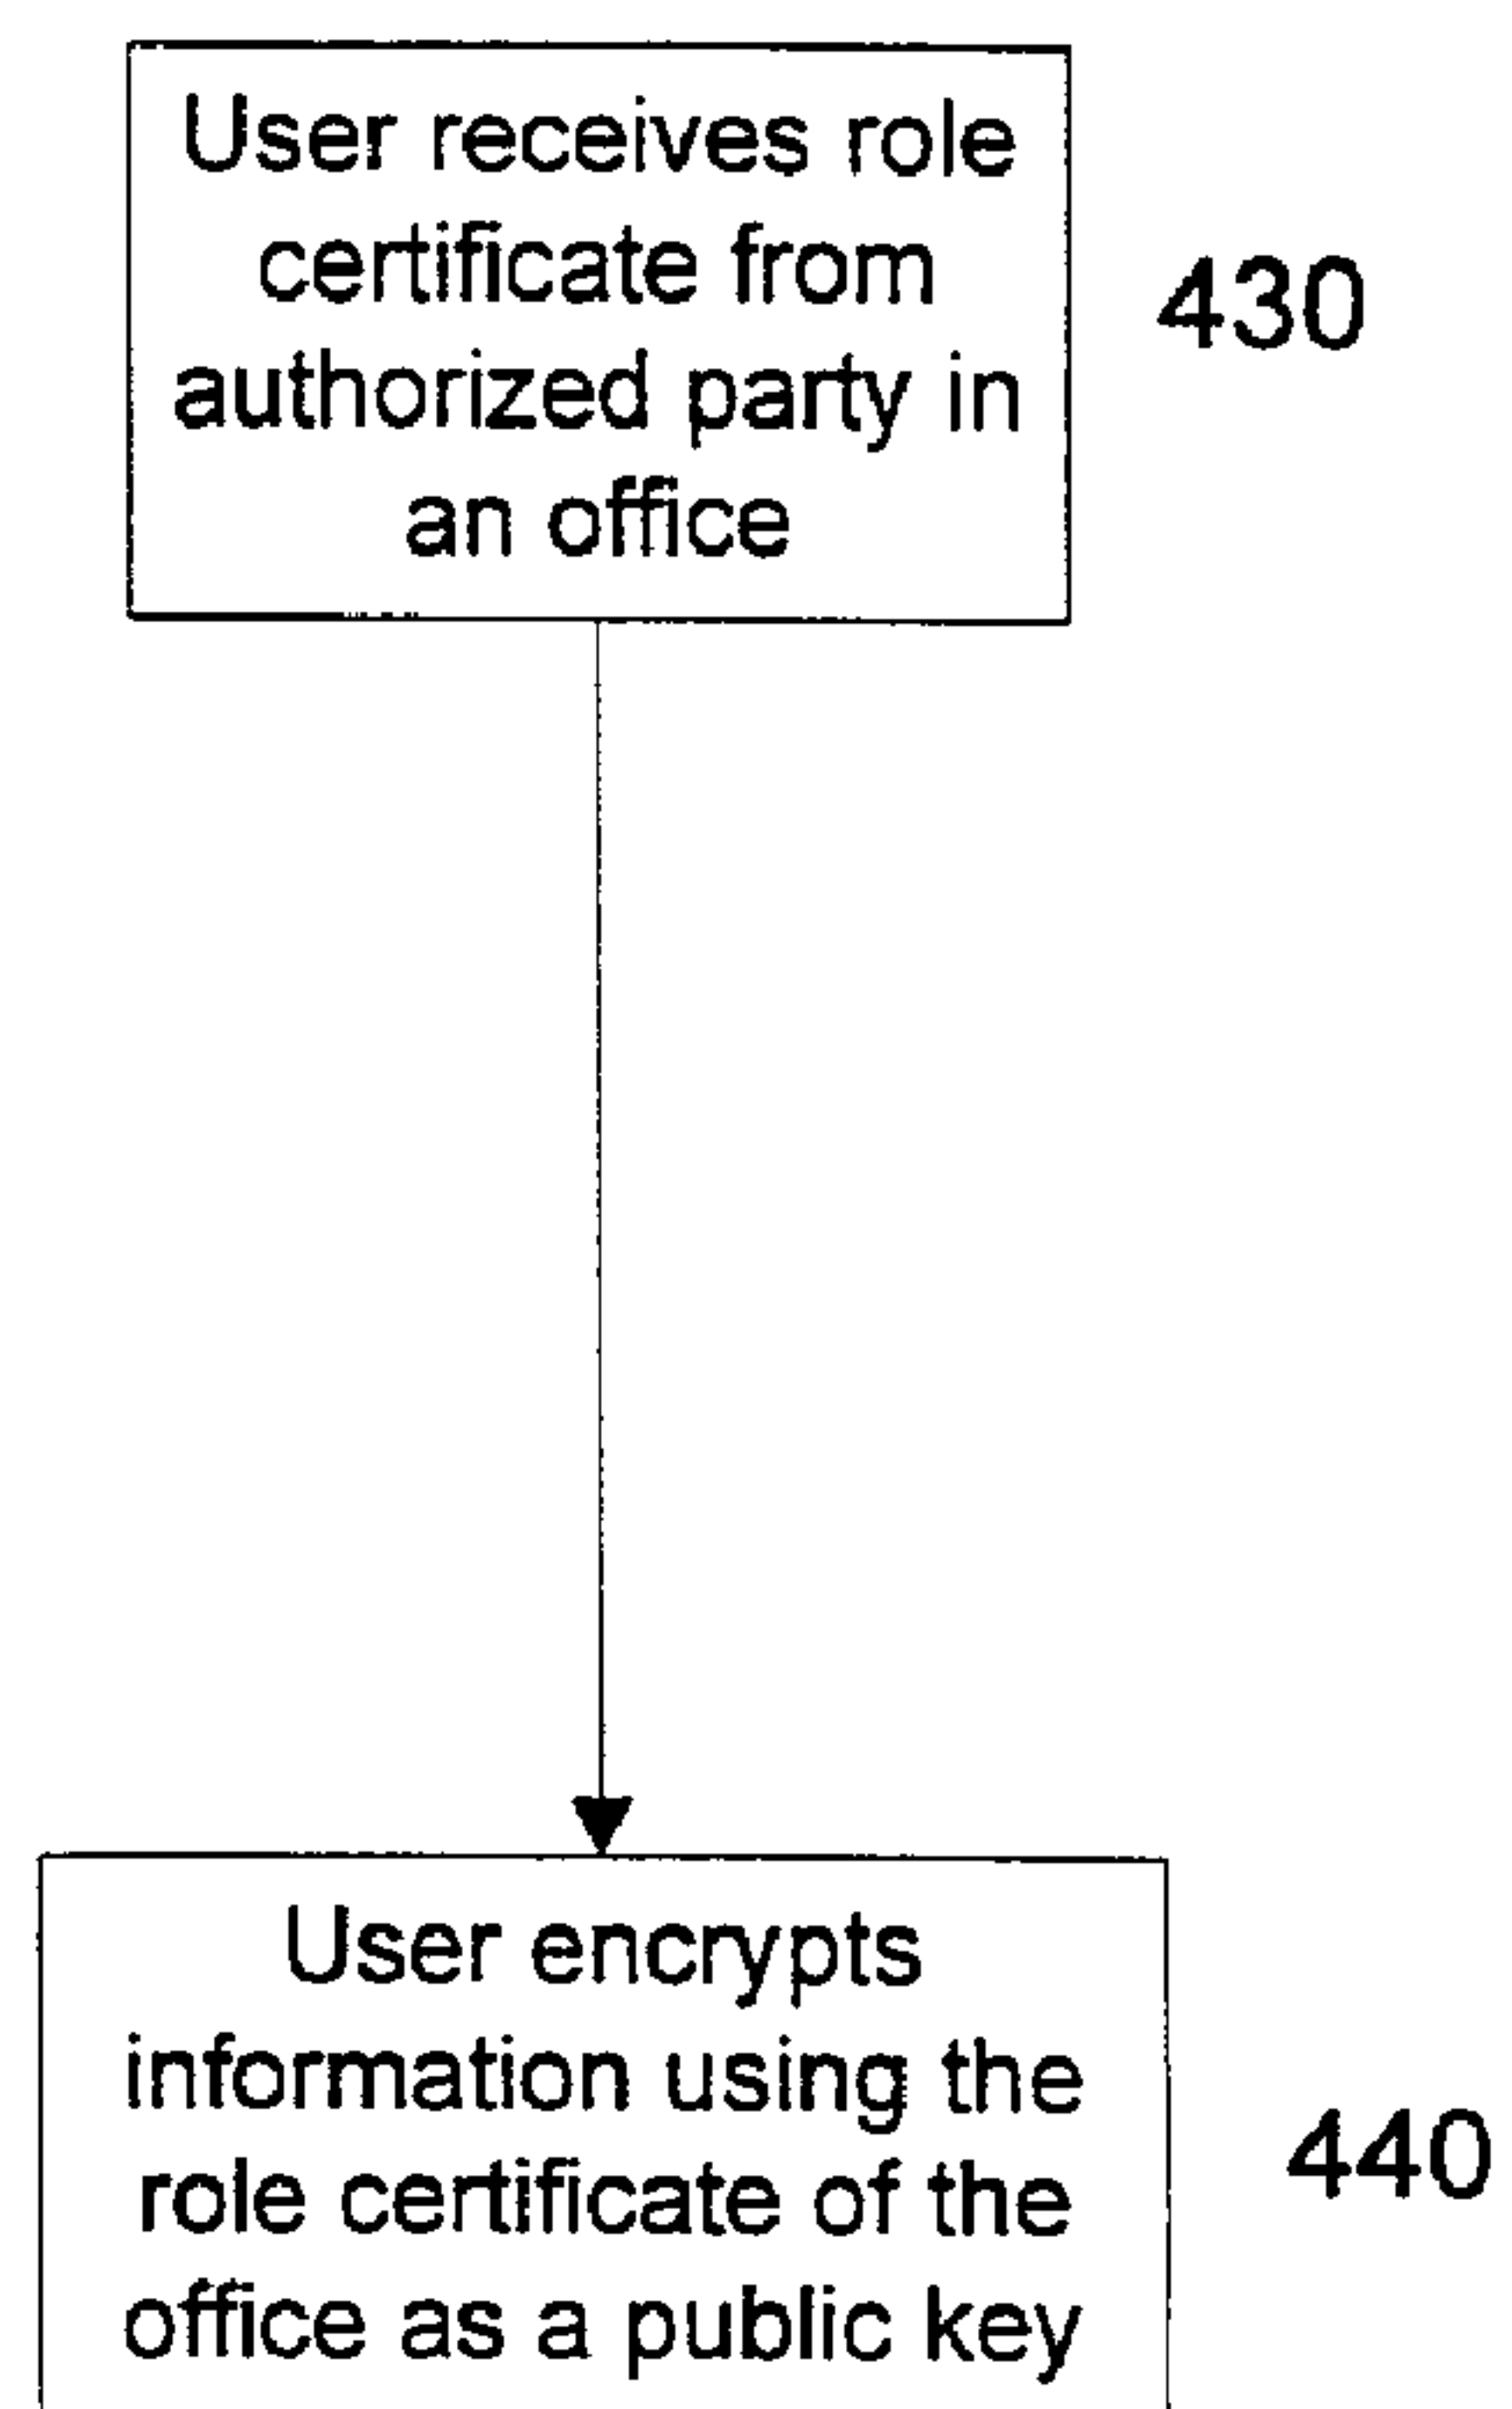 User receives role
certificate from
authorized party in
an office
430
User encrypts
information using the
role certificate of the
office as a public key
440